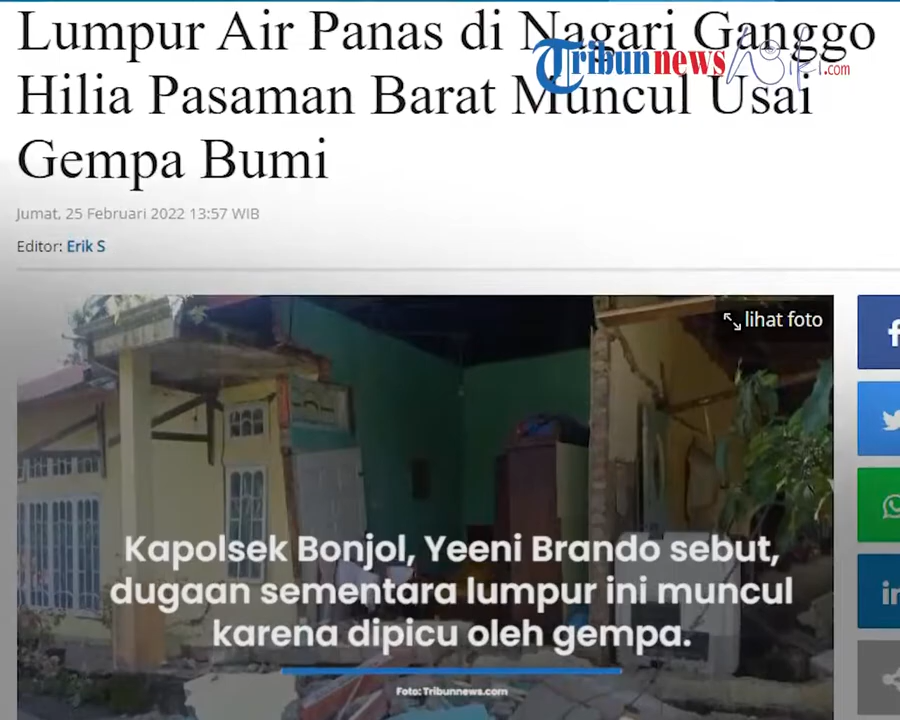 Lumpur Air Panas di Nagari Ganggo
Hilia Pasaman Barat Muncul Usai
Gempa Bumi
Tribunnews Wiki.com
Jumat, 25 Februari 2022 13:57 WIB
Editor: Erik S
lihat foto
Kapolsek Bonjol, Yeeni Brando sebut,
dugaan sementara lumpur ini muncul
karena dipicu oleh gempa.
Foto: Tribunnews.com